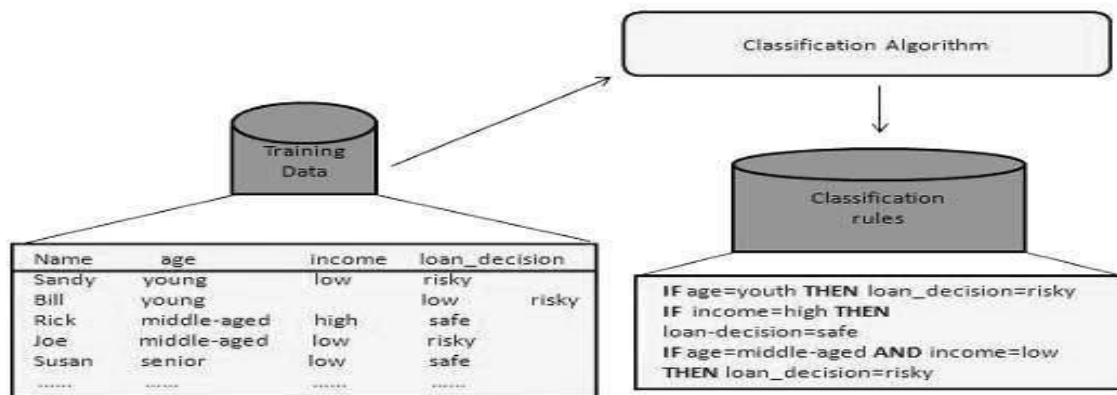 Classification Algorithm
Training
Data
Classification
rules
Name age income loan_decision
Sandy young low risky
Bill young low risky
Rick middle-aged high safe
Joe middle-aged low risky
Susan senior low safe
...... ...... ...... ......
IF age=youth THEN loan_decision=risky
IF income=high THEN
loan-decision=safe
IF age=middle-aged AND income=low
THEN loan_decision=risky